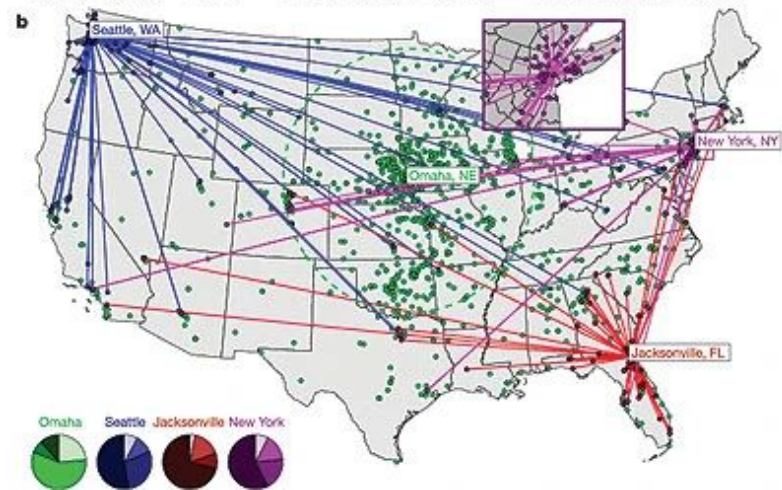 b
Seattle, WA
New York, NY
Omaha, NE
Jacksonville, FL
Omaha Seattle Jacksonville New York